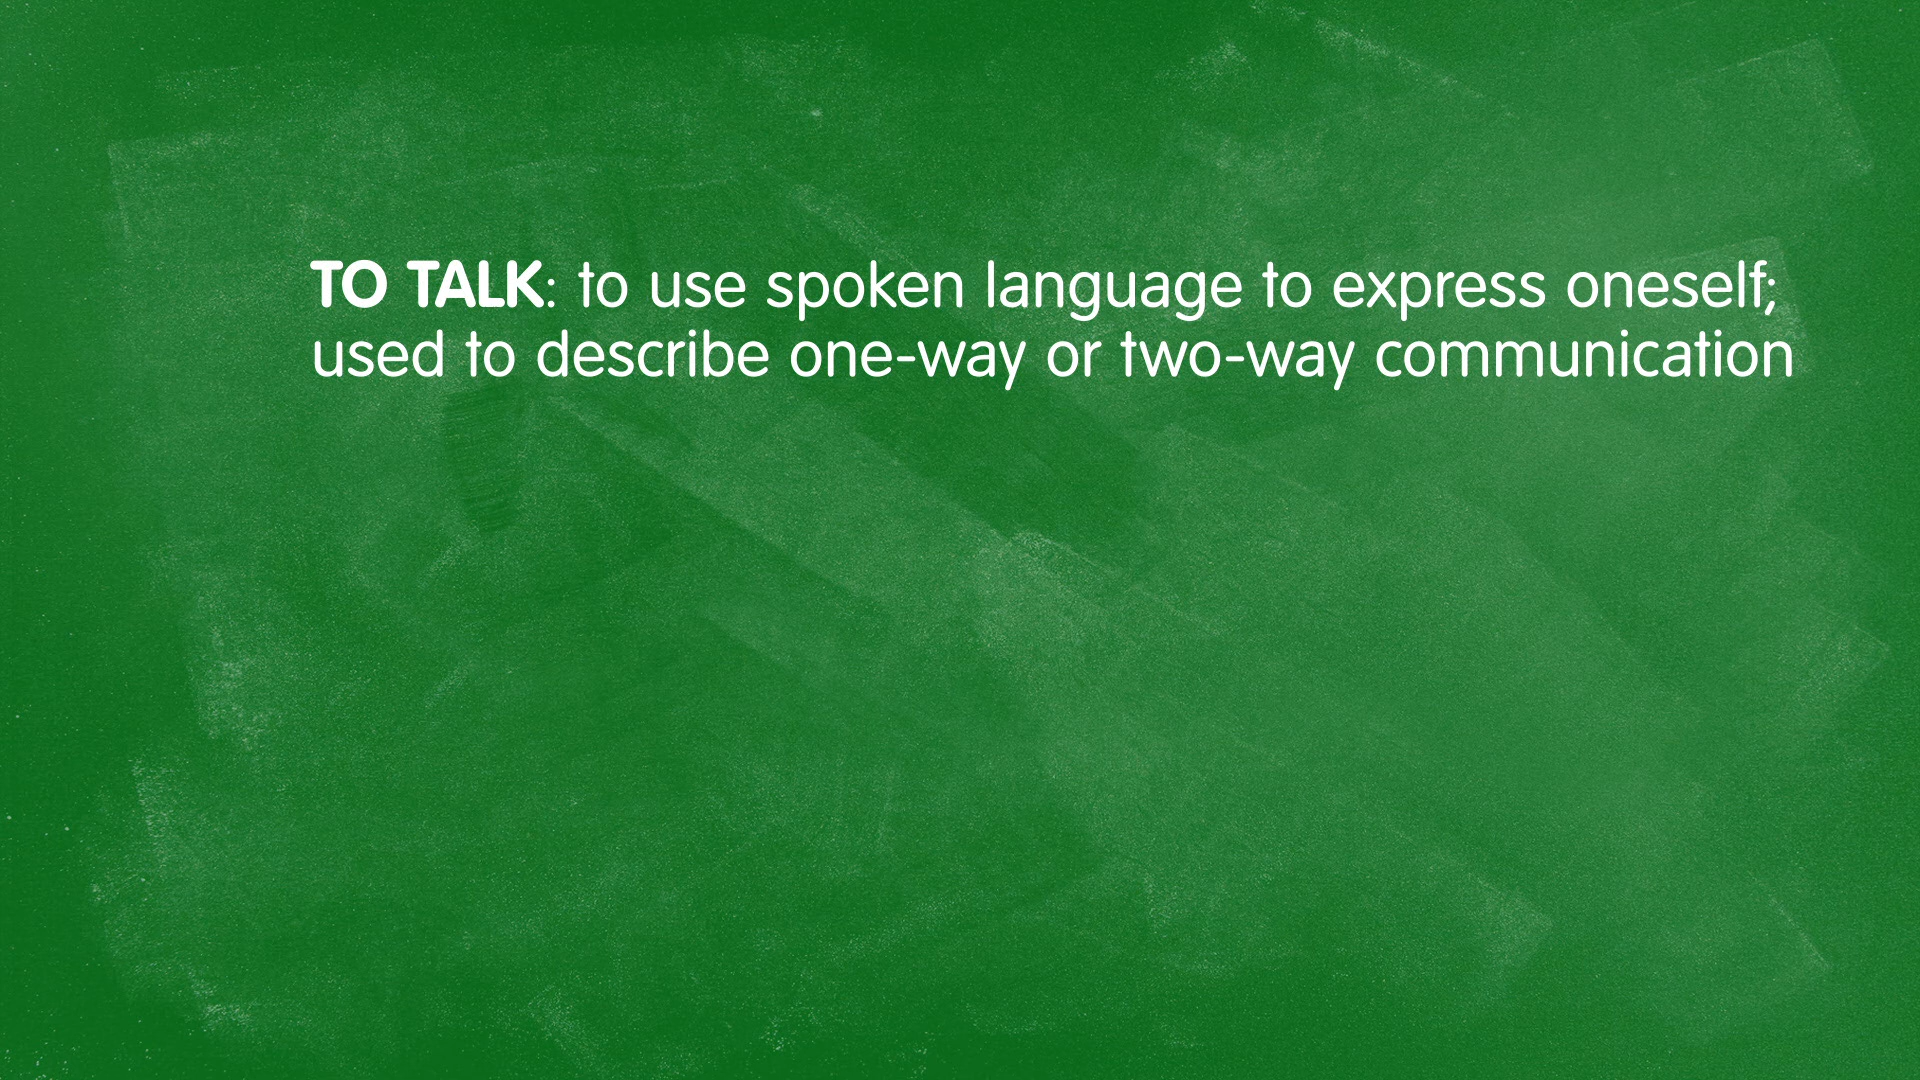 TO TALK: to use spoken language to express oneself;
used to describe one-way or two-way communication